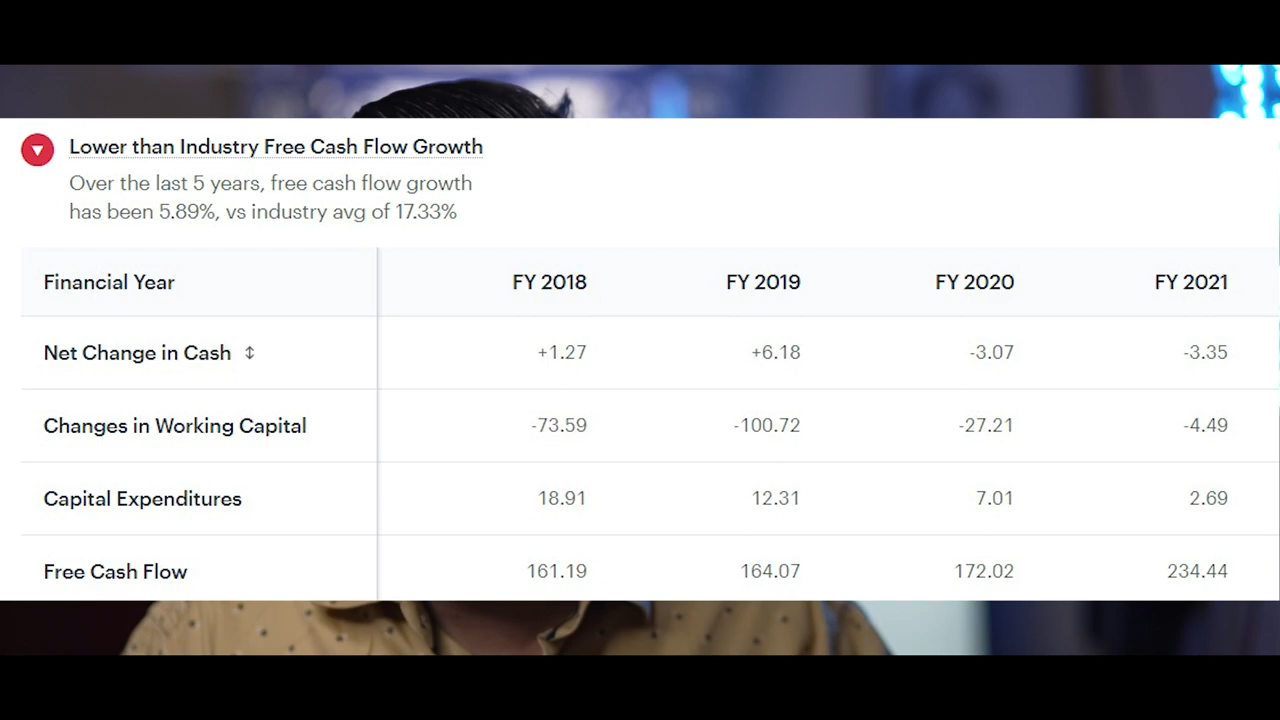 Lower than Industry Free Cash Flow Growth
Over the last 5 years, free cash flow growth
has been 5.89%, vs industry avg of 17.33%
Financial Year FY 2018 FY 2019 FY 2020 FY 2021
Net Change in Cash +1.27 +6.18 -3.07 -3.35
Changes in Working Capital -73.59 -100.72 -27.21 -4.49
Capital Expenditures 18.91 12.31 7.01 2.69
Free Cash Flow 161.19 164.07 172.02 234.44